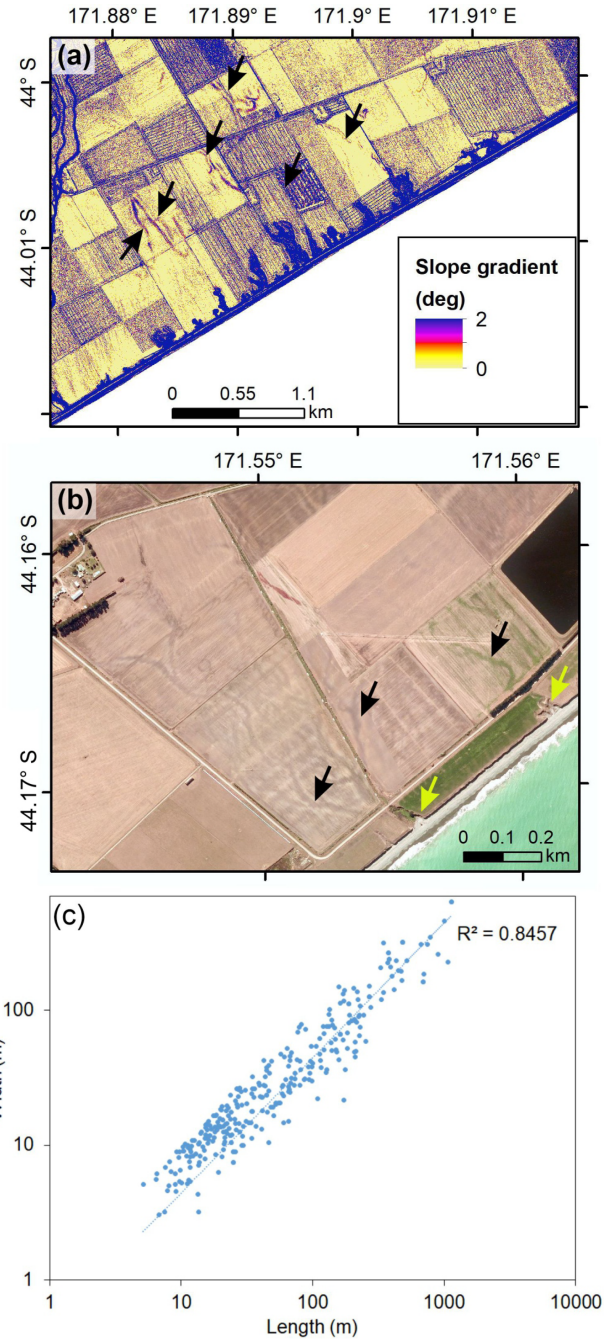 171.88° E 171.89° E 171.9° E 171.91° E
(a)
44° S
44.01° S
Slope gradient
(deg)
2
0
0 0.55 1.1
km
171.55° E 171.56° E
(b)
44.16° S
44.17° S
0 0.1 0.2
km
(c)
R² = 0.8457
100
(m)
10
1
1 10 100 1000 10000
Length (m)